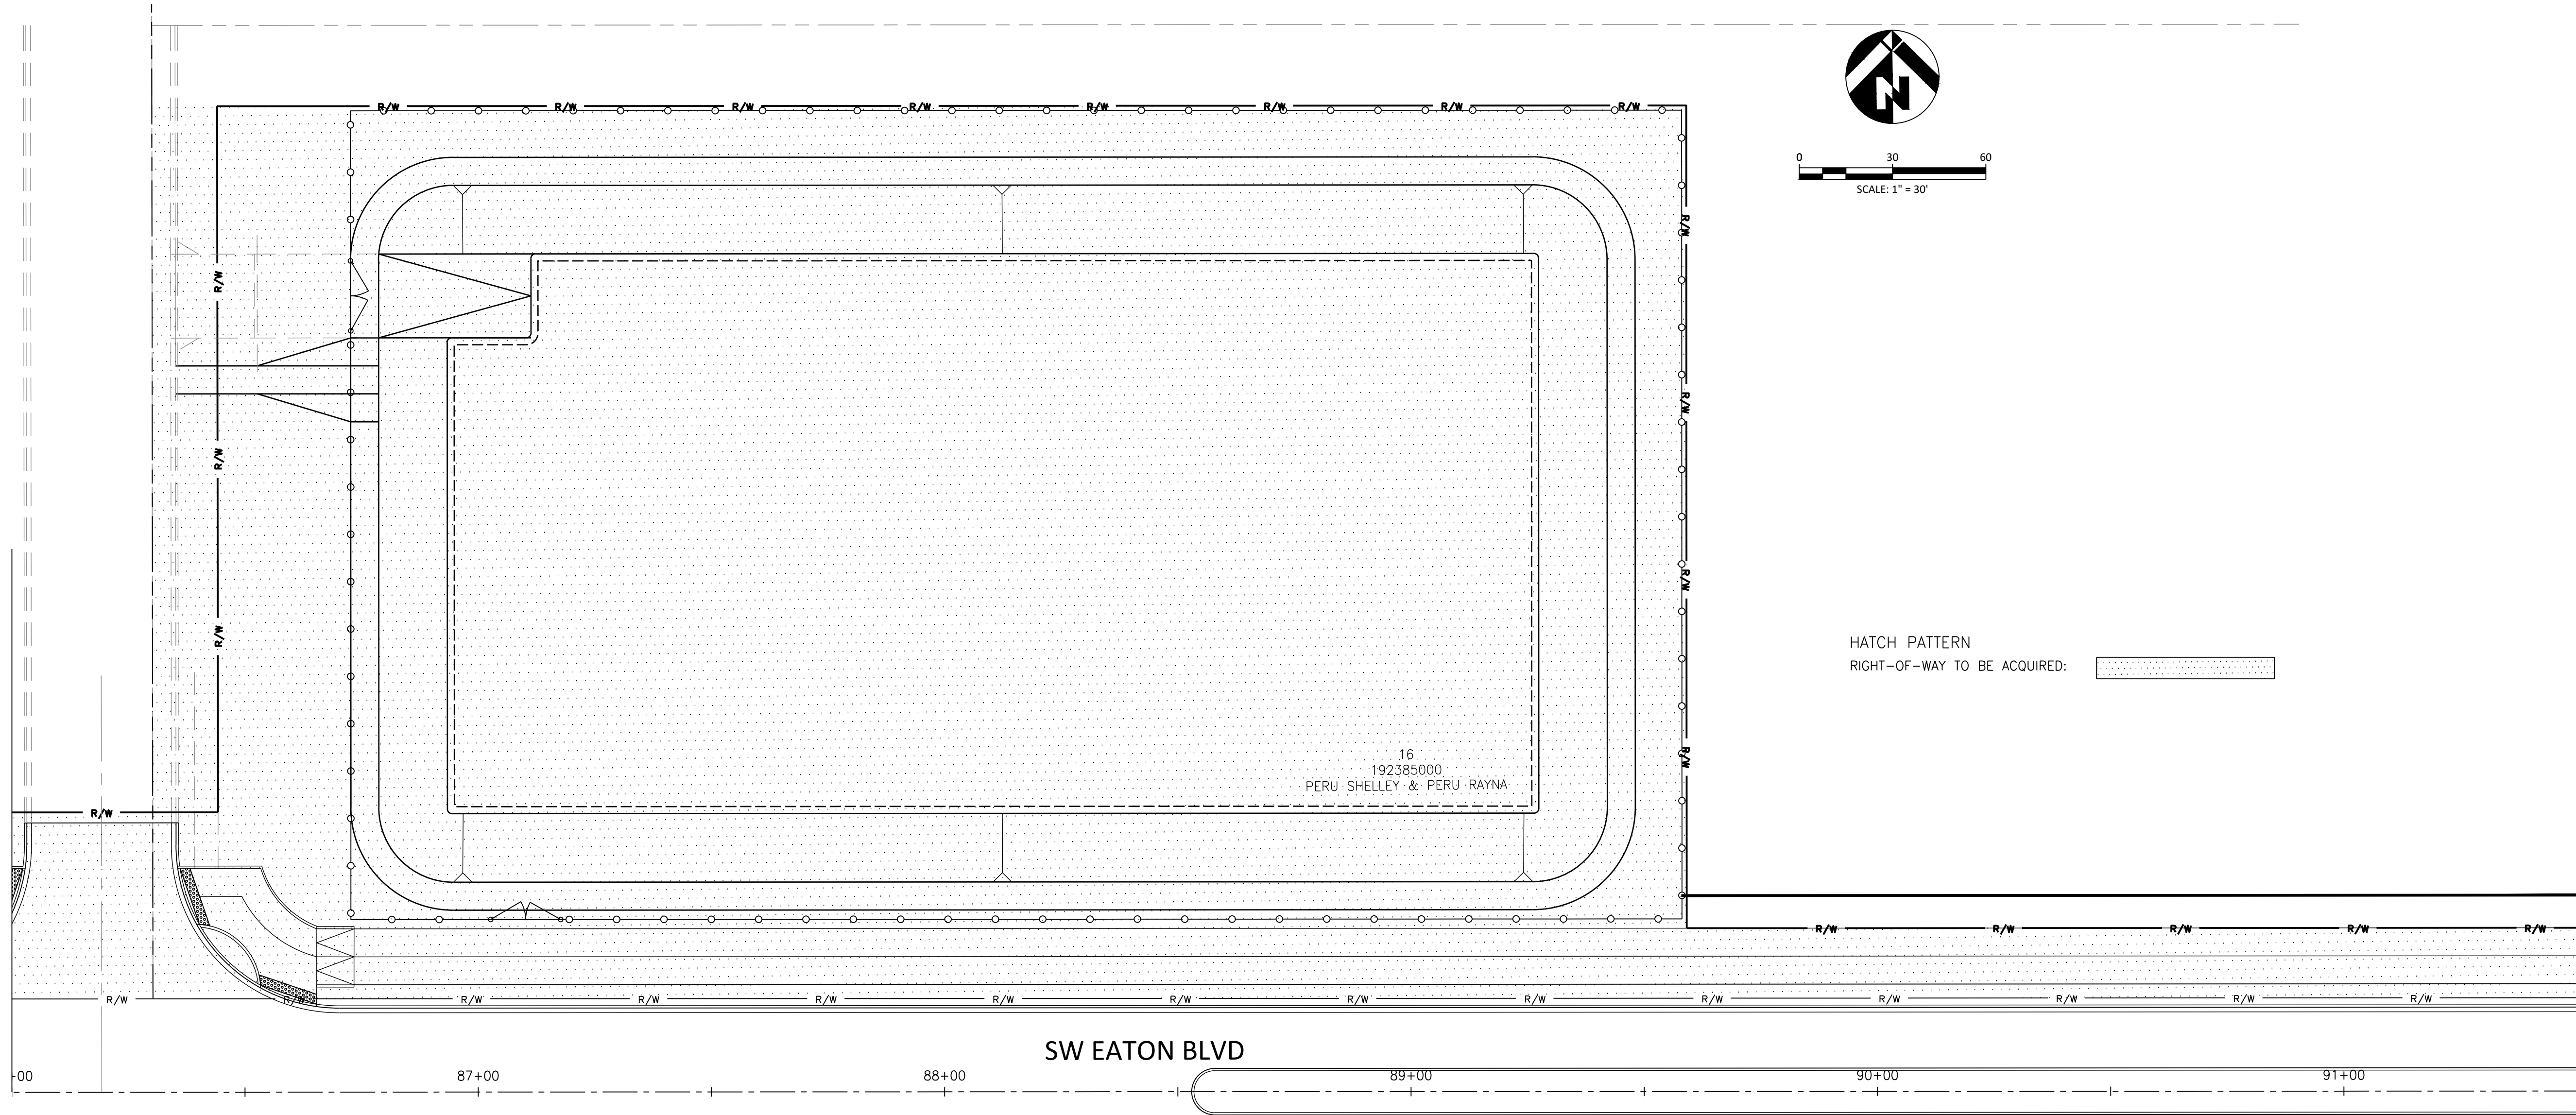 R/W R/W R/W R/W R/W R/W R/W R/W
N
0 30 60
SCALE: 1" = 30'
R/W
R/W
R/W
R/W
R/W
R/W
R/W
HATCH PATTERN
RIGHT-OF-WAY TO BE ACQUIRED:
16
192385000
PERU SHELLEY & PERU RAYNA
R/W
R/W R/W R/W R/W R/W
R/W R/W R/W R/W R/W R/W R/W R/W R/W R/W R/W R/W R/W R/W
SW EATON BLVD
-00 87+00 88+00 89+00 90+00 91+00